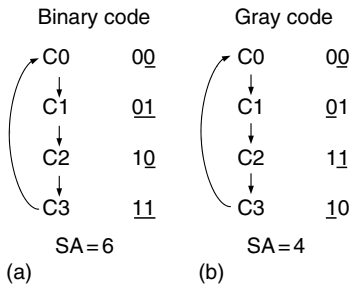 Binary code Gray code
C0 00 C0 00
C1 01 C1 01
C2 10 C2 11
C3 11 C3 10
SA=6 SA=4
(a) (b)